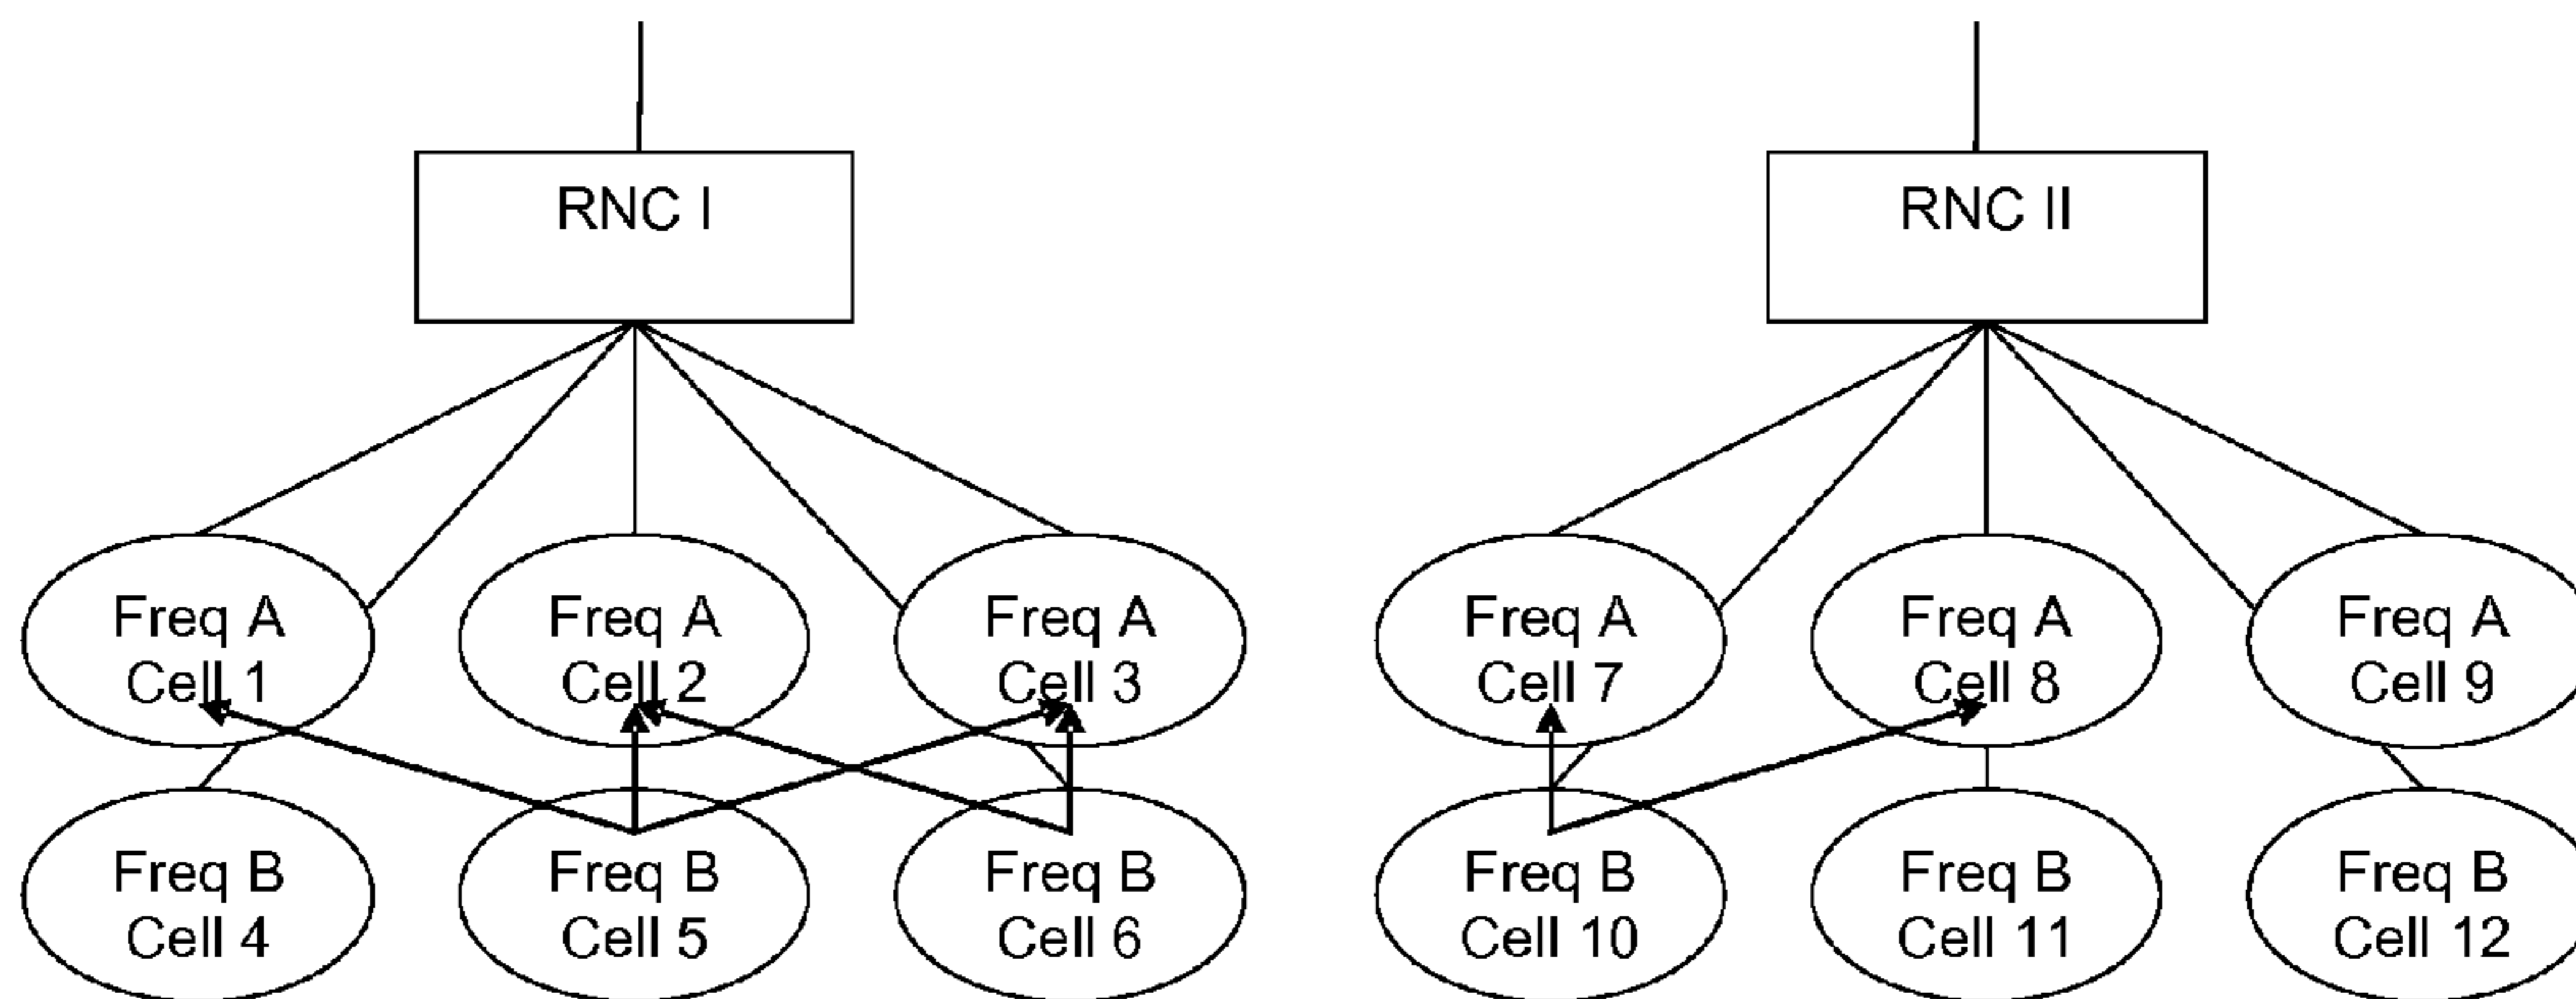 RNC I
RNC II
Freq A
Cell 1
Freq A
Cell 2
Freq A
Cell 3
Freq A
Cell 7
Freq A
Cell 8
Freq A
Cell 9
Freq B
Cell 4
Freq B
Cell 5
Freq B
Cell 6
Freq B
Cell 10
Freq B
Cell 11
Freq B
Cell 12